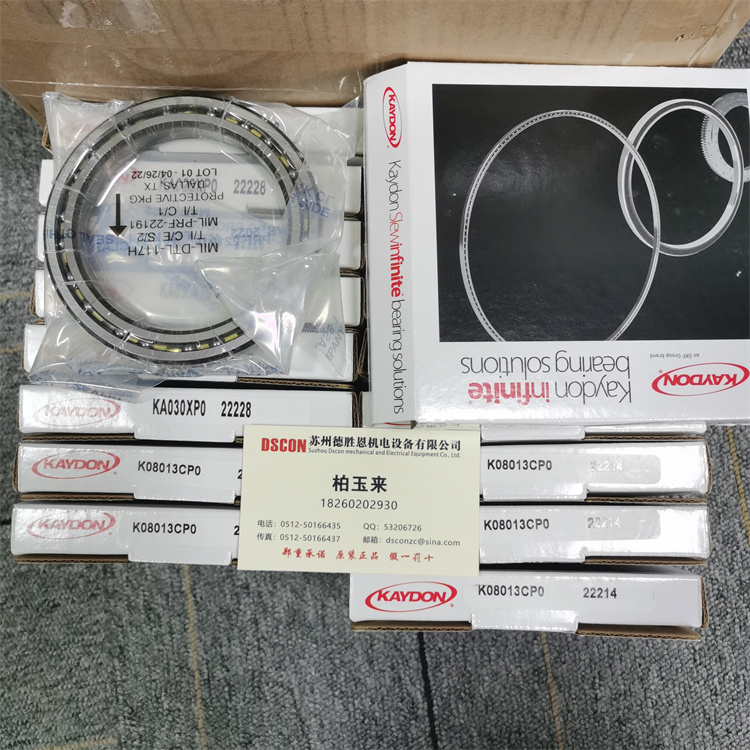 22228
MIL-DTL-117H
T/I C/E S/2
MIL-PRF-22191
T/I C/1
PROTECTIVE PKG
DALLAS, TX
LOT 01 - 04/26/22
KAYDON
Kaydon Slewinfinite bearing solutions
Kaydon infinite
bearing solutions
KAYDON
an SKF Group brand
KAYDON
KA030XP0 22228
KAYDON
K08013CP0 2
KAYDON
K08013CP0 2
DSCON
苏州德胜恩机电设备有限公司
Suzhou Dscon mechanical and Electrical Equipment Co., Ltd.
柏玉来
18260202930
电话：0512-50166435 QQ：53206726
传真：0512-50166437 邮箱：dsconzc@sina.com
郑重承诺 原装正品 假一罚十
K08013CP0 22214
K08013CP0 22214
KAYDON
K08013CP0 22214